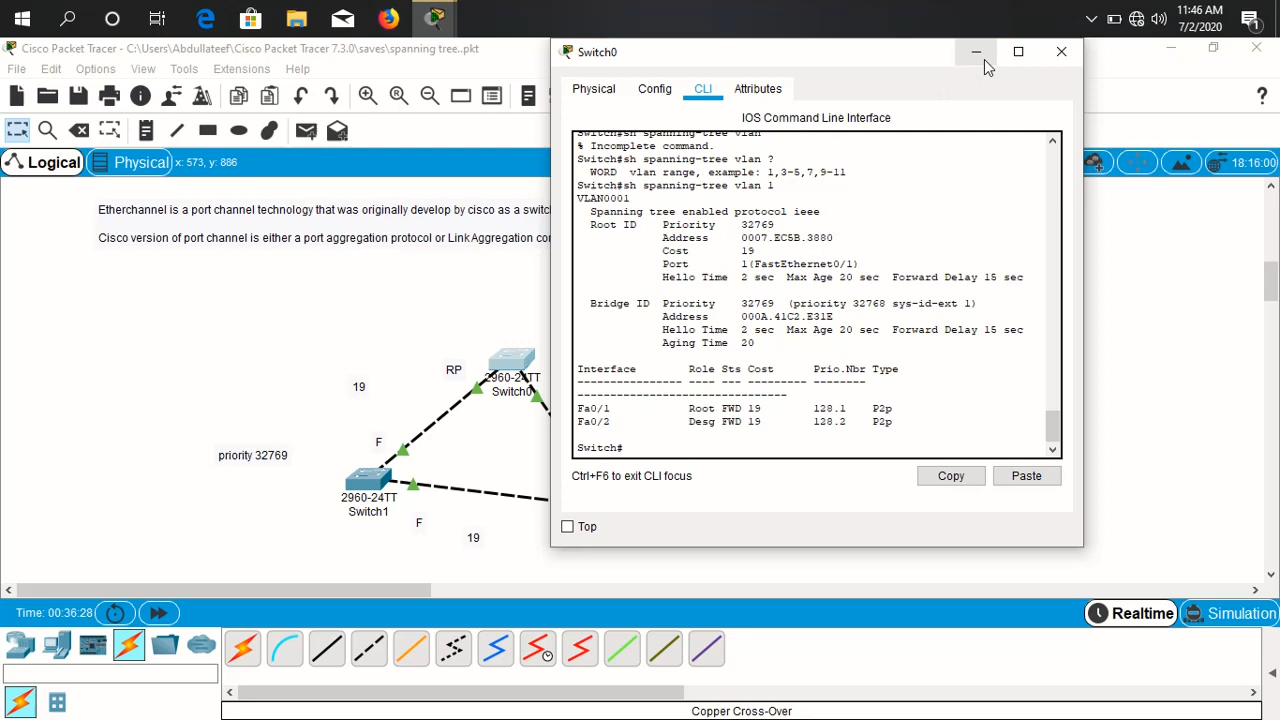 11:46 AM
7/2/2020
1
Cisco Packet Tracer - C:\Users\Abdullateef\Cisco Packet Tracer 7.3.0\saves\spanning tree..pkt
File Edit Options View Tools Extensions Help
Logical Physical x: 573, y: 886
18:16:00
Etherchannel is a port channel technology that was originally develop by cisco as a switc
Cisco version of port channel is either a port aggregation protocol or Link Aggregation con
19
RP
2960-24TT
Switch0
F
priority 32769
2960-24TT
Switch1
F
19
Switch0
Physical Config CLI Attributes
IOS Command Line Interface
Switch#sh spanning-tree vlan
% Incomplete command.
Switch#sh spanning-tree vlan ?
WORD vlan range, example: 1,3-5,7,9-11
Switch#sh spanning-tree vlan 1
VLAN0001
Spanning tree enabled protocol ieee
Root ID Priority 32769
Address 0007.EC5B.3880
Cost 19
Port 1(FastEthernet0/1)
Hello Time 2 sec Max Age 20 sec Forward Delay 15 sec
Bridge ID Priority 32769 (priority 32768 sys-id-ext 1)
Address 000A.41C2.E31E
Hello Time 2 sec Max Age 20 sec Forward Delay 15 sec
Aging Time 20
Interface Role Sts Cost Prio.Nbr Type
---------------- ---- --- --------- --------
--------------------------------
Fa0/1 Root FWD 19 128.1 P2p
Fa0/2 Desg FWD 19 128.2 P2p
Switch#
Ctrl+F6 to exit CLI focus
Copy Paste
Top
Time: 00:36:28
Realtime Simulation
Copper Cross-Over